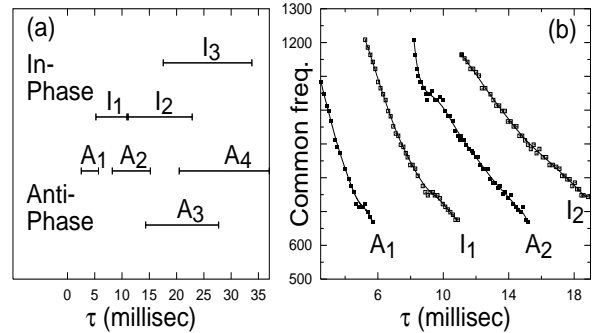 (a)
In-
Phase
I3
I1 I2
A1 A2 A4
Anti-
Phase
A3
0 5 10 15 20 25 30 35
τ (millisec)
(b)
Common freq.
1300
1200
600
500
A1 I1 A2 I2
6 10 14 18
τ (millisec)